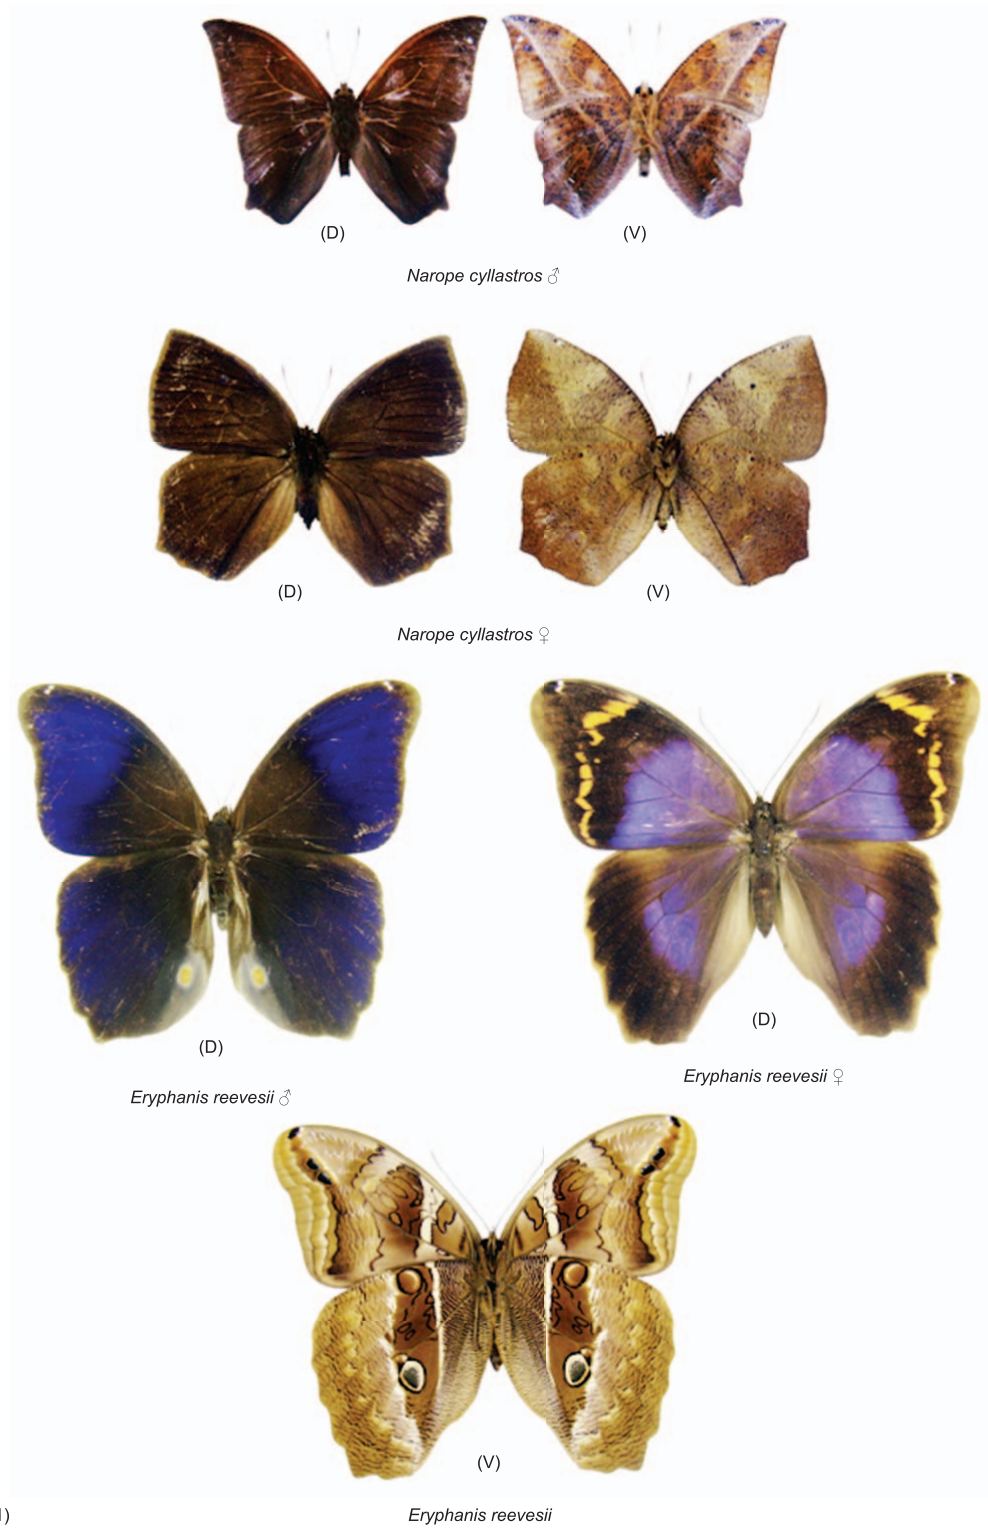 (D)
(V)
Narope cyllastros ♂
(D)
(V)
Narope cyllastros ♀
(D)
(D)
Eryphanis reevesii ♂
Eryphanis reevesii ♀
(V)
Eryphanis reevesii